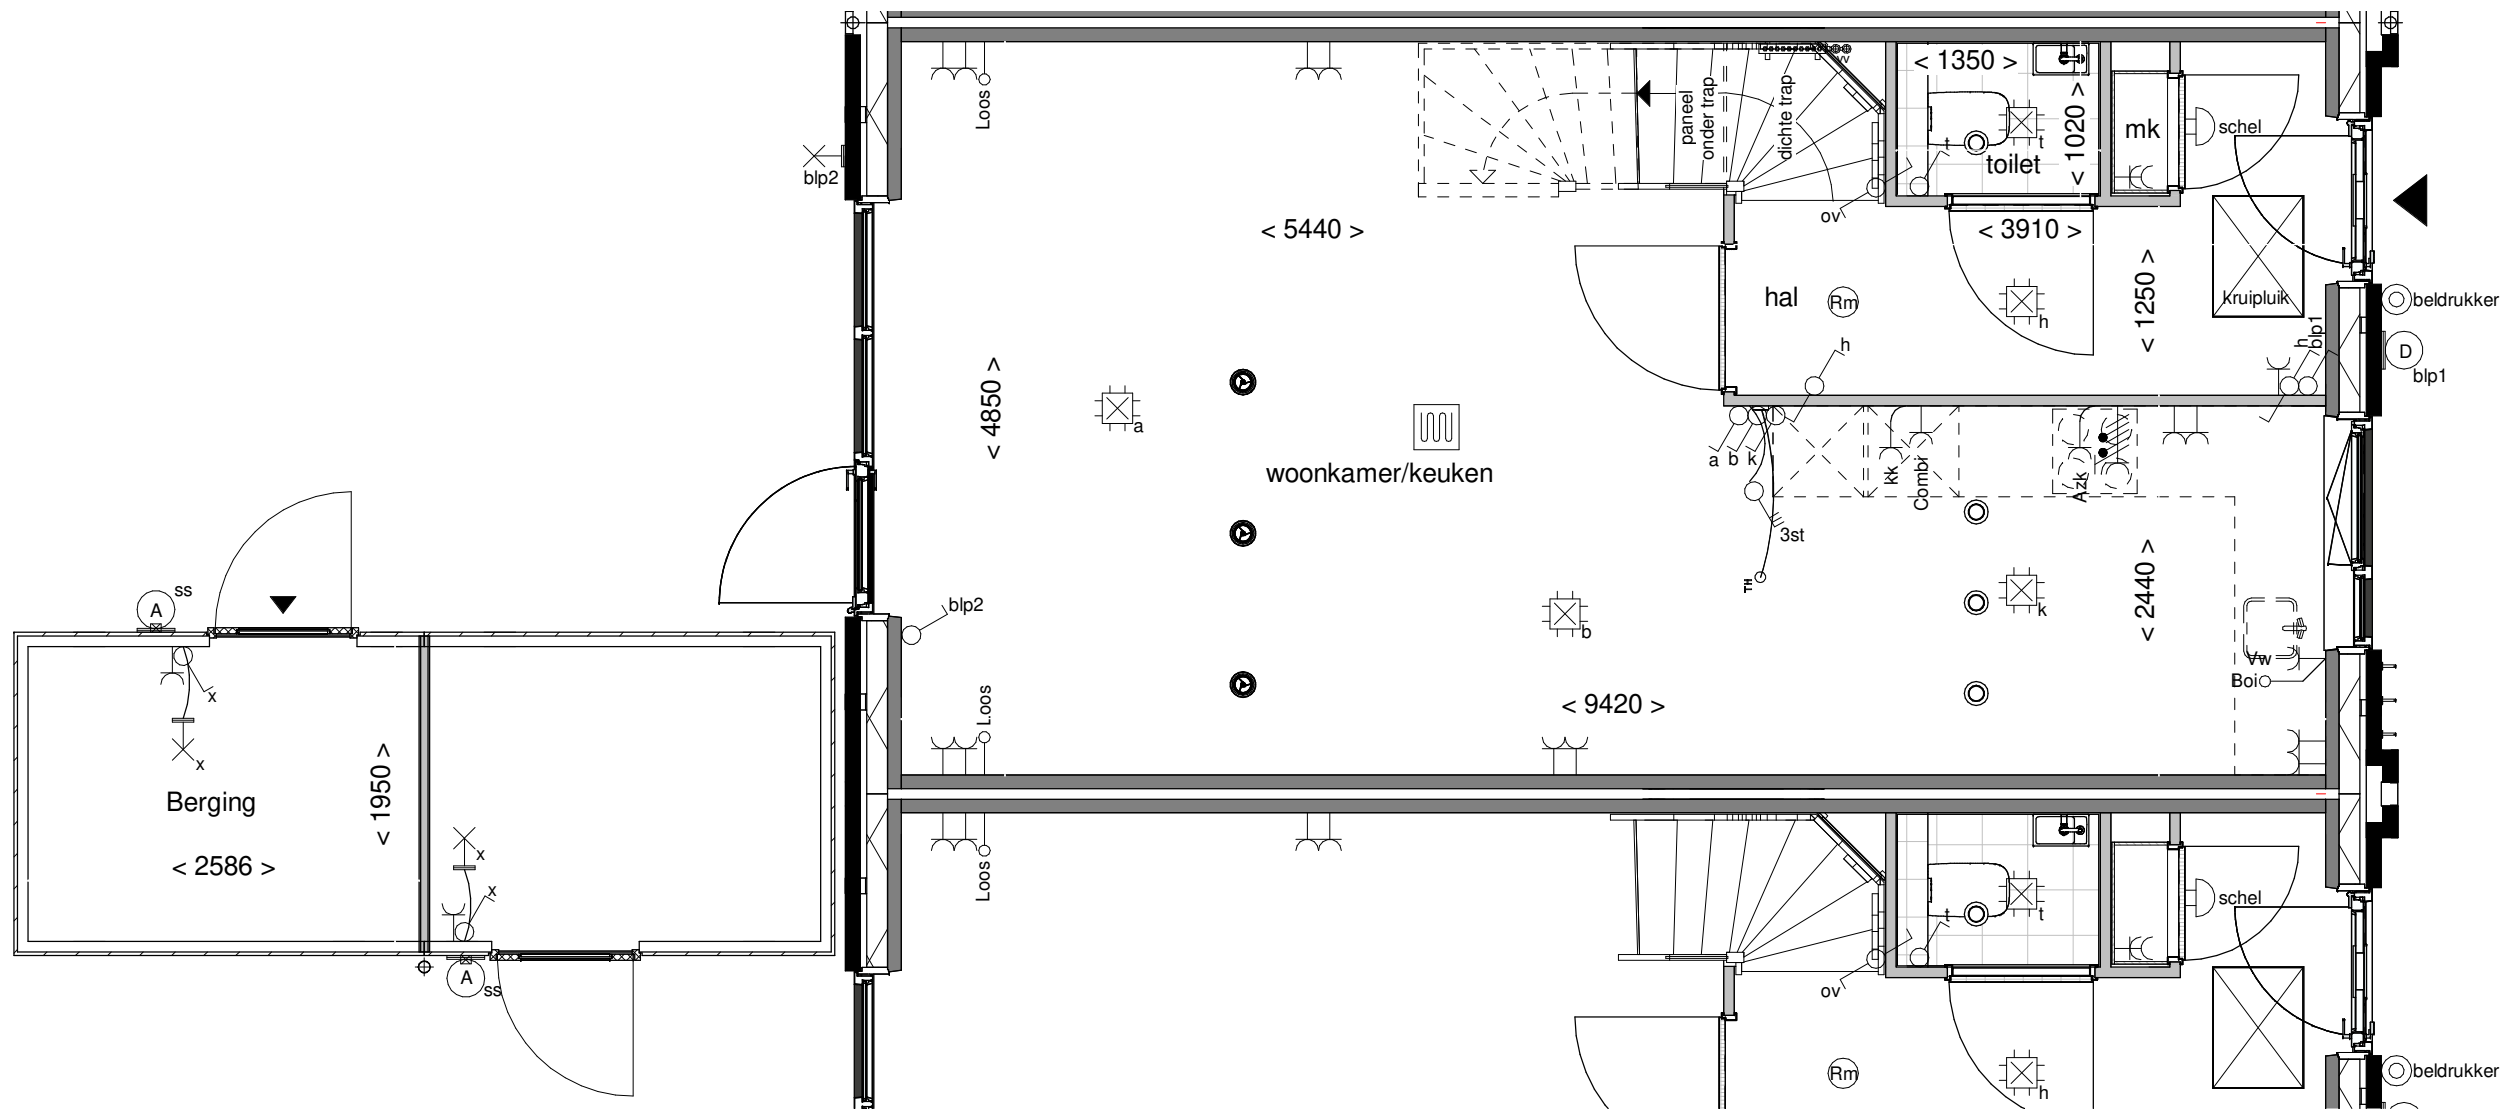 < 1350 >
vv
Loos
paneel
onder trap
dichte trap
< 1020 >
mk
schel
t
t
toilet
blp2
ov
< 5440 >
< 3910 >
hal
Rm
h
< 1250 >
kruipluik
beldrukker
h
blp1
D
blp1
h
< 4850 >
a
a
b
k
kk
Combi
Azk
woonkamer/keuken
3st
TH
< 2440 >
k
b
blp2
Vw
Boi
A
ss
x
x
Loos
< 9420 >
Berging
< 1950 >
< 2586 >
x
x
A
ss
Loos
t
t
schel
ov
Rm
h
beldrukker